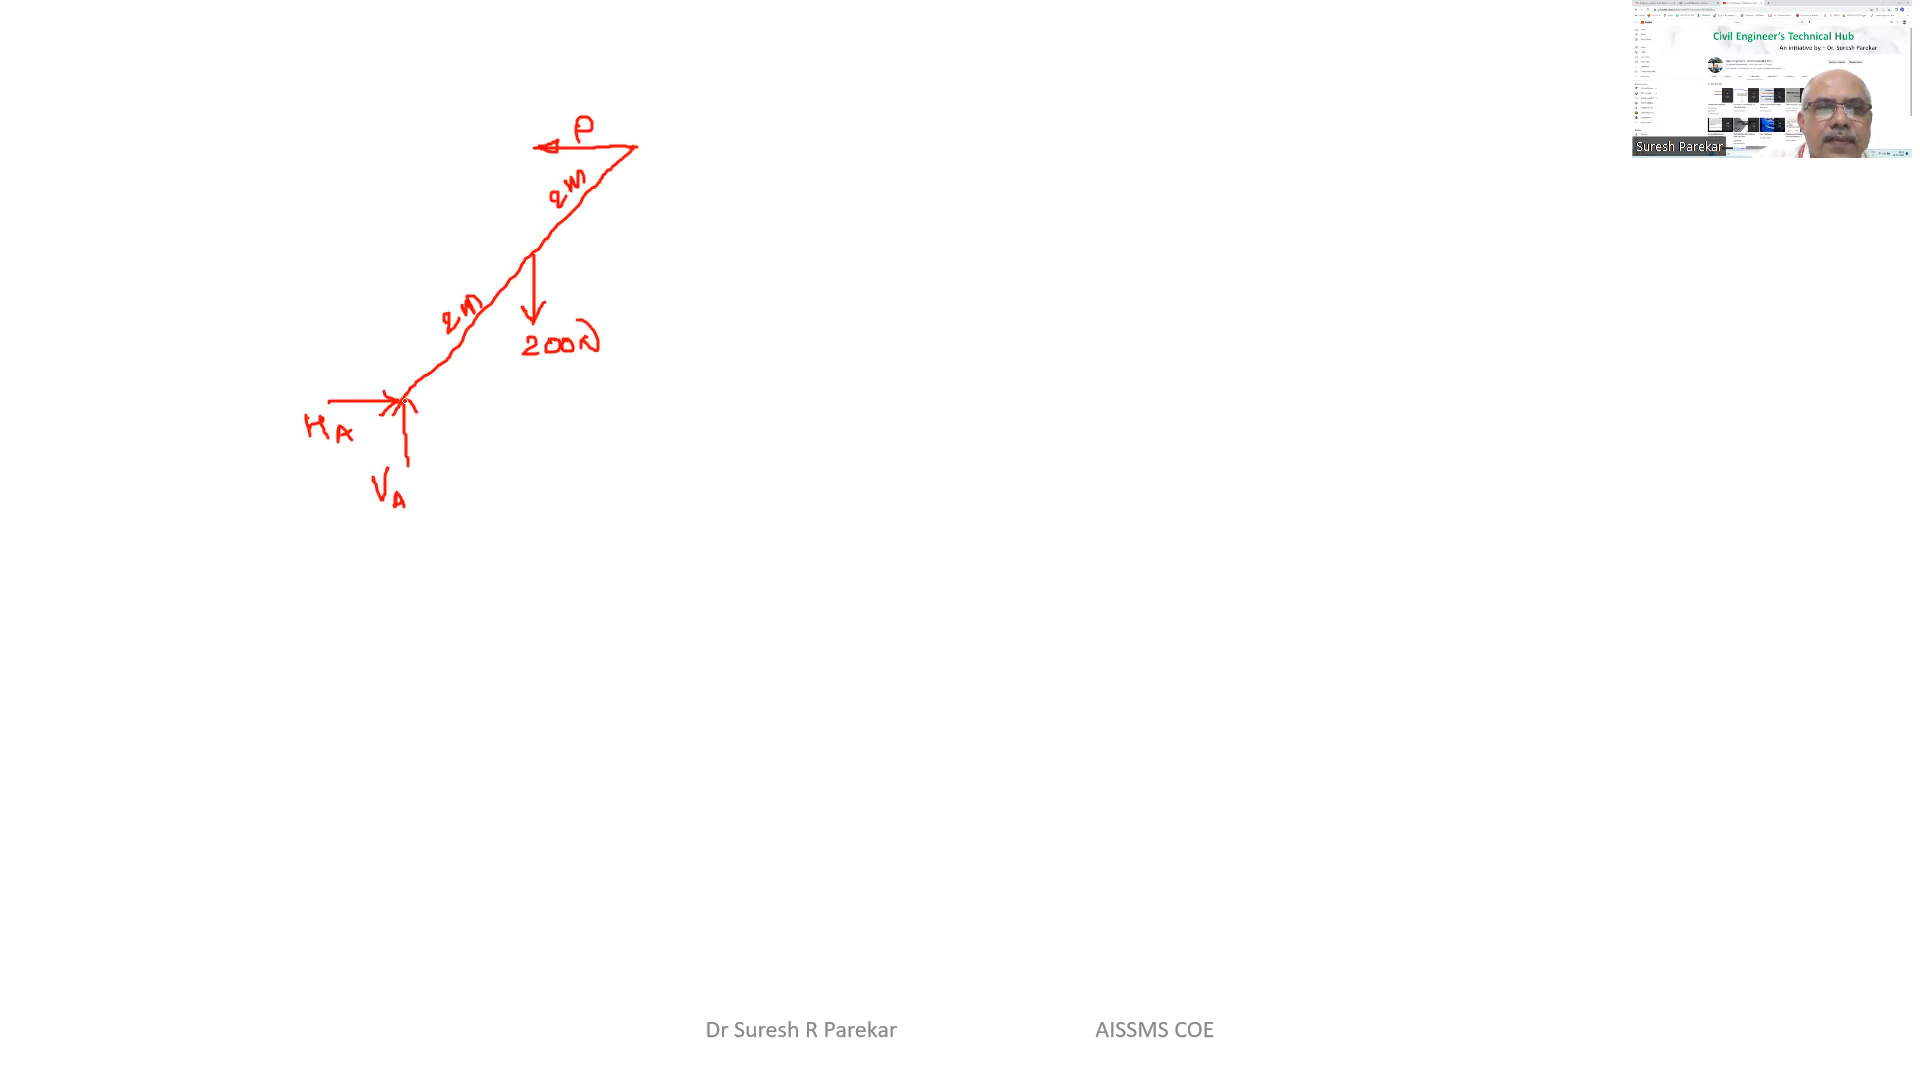 Civil Engineer's Technical Hub
An initiative by – Dr. Suresh Parekar
Suresh Parekar
P
2m
2m
200N
HA
VA
Dr Suresh R Parekar
AISSMS COE